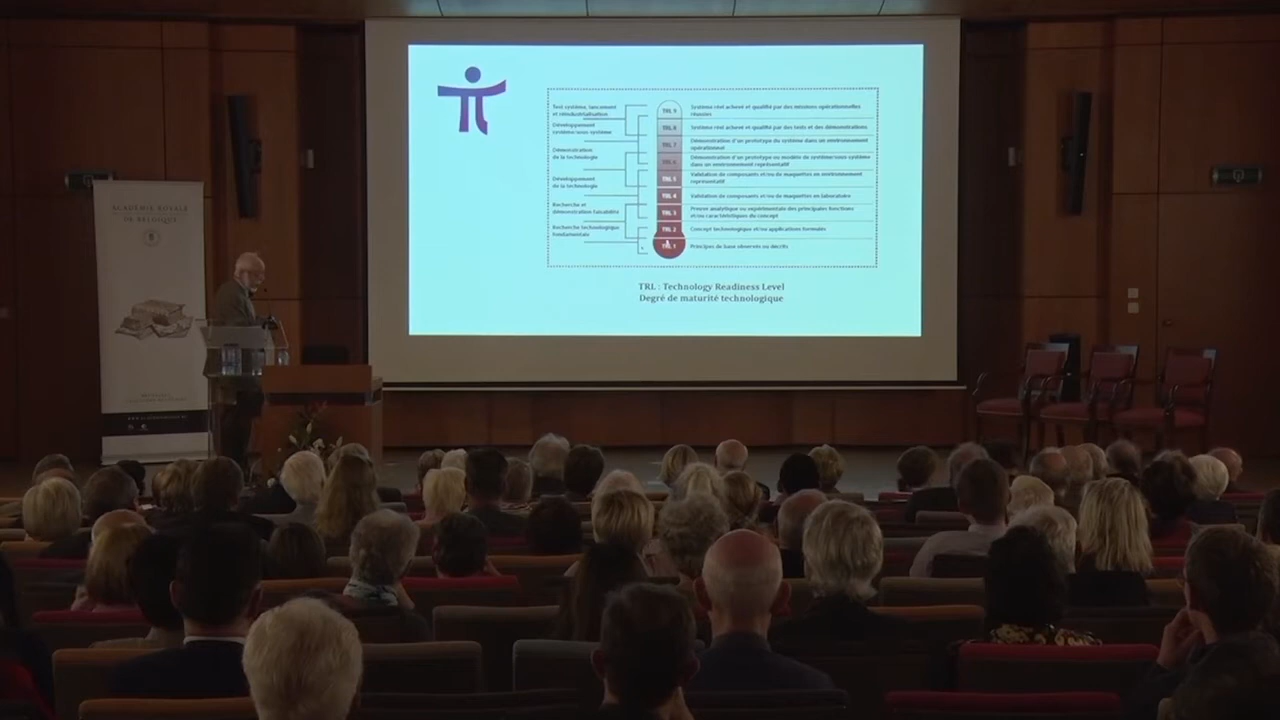 ACADÉMIE ROYALE
DE BELGIQUE
Test système, lancement
et réindustrialisation
Développement
système/sous système
Démonstration
de la technologie
Développement
de la technologie
Recherche et
démonstration faisabilité
Recherche technologique
fondamentale
TRL 9
Système réel achevé et qualifié par des missions opérationnelles
réussies
TRL 8
Système réel achevé et qualifié par des tests et des démonstrations
TRL 7
Démonstration d'un prototype du système dans un environnement
opérationnel
TRL 6
Démonstration d'un prototype ou modèle de système/sous système
dans un environnement représentatif
TRL 5
Validation de composants et/ou de maquettes en environnement
représentatif
TRL 4
Validation de composants et/ou de maquettes en laboratoire
TRL 3
Preuve analytique ou expérimentale des principales fonctions
et/ou caractéristiques du concept
TRL 2
Concept technologique et/ou applications formulés
TRL 1
Principes de base observés ou décrits
TRL : Technology Readiness Level
Degré de maturité technologique